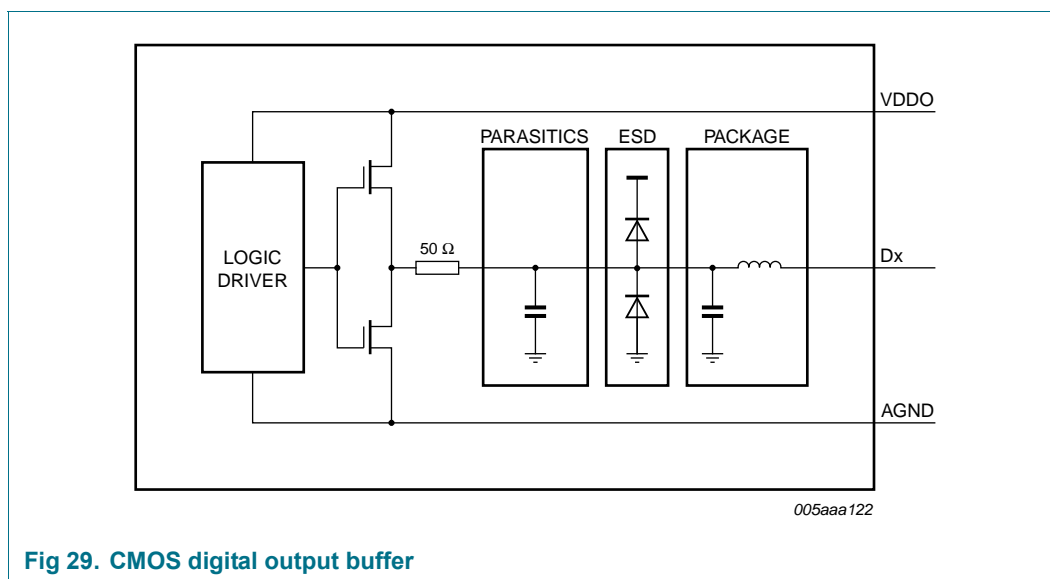 VDDO
PARASITICS ESD PACKAGE
50 Ω
LOGIC
DRIVER
Dx
AGND
005aaa122
Fig 29. CMOS digital output buffer